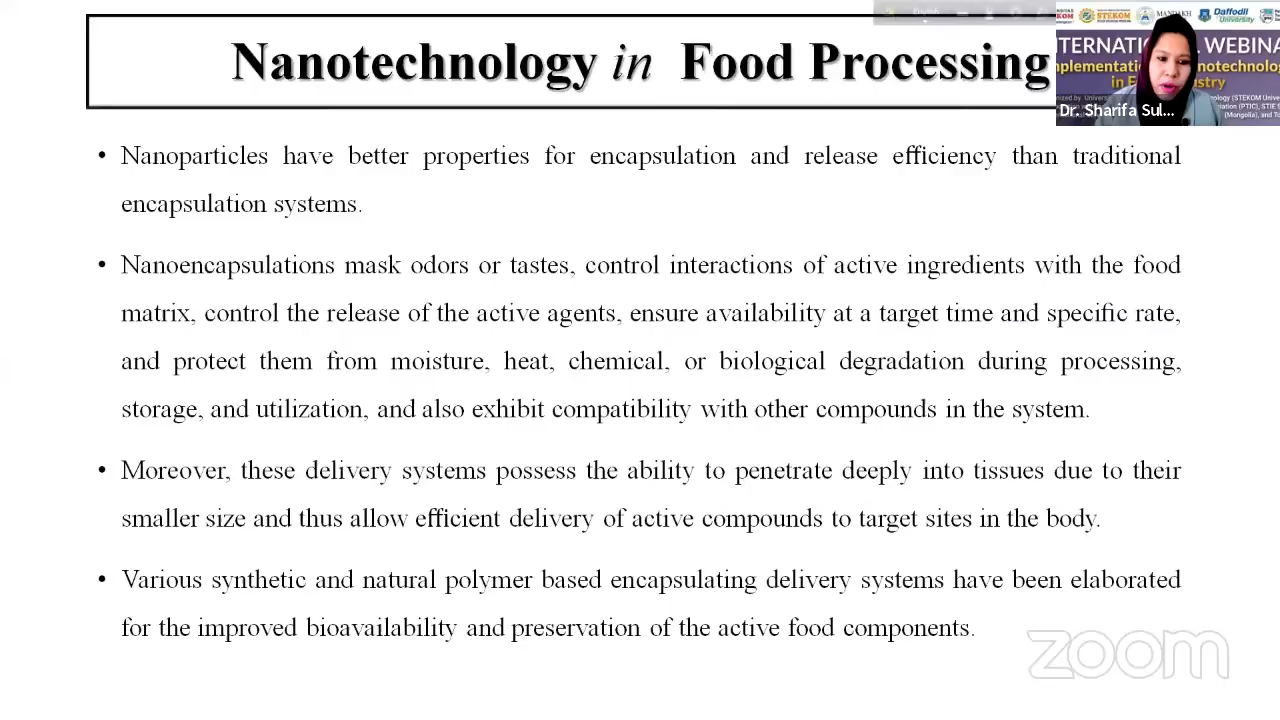 English
Nanotechnology in Food Processing
STEKOM
MANDAKH
Daffodil
University
INTERNATIONAL WEBINA
Dr. Sharifa Sul...
• Nanoparticles have better properties for encapsulation and release efficiency than traditional
encapsulation systems.
• Nanoencapsulations mask odors or tastes, control interactions of active ingredients with the food
matrix, control the release of the active agents, ensure availability at a target time and specific rate,
and protect them from moisture, heat, chemical, or biological degradation during processing,
storage, and utilization, and also exhibit compatibility with other compounds in the system.
• Moreover, these delivery systems possess the ability to penetrate deeply into tissues due to their
smaller size and thus allow efficient delivery of active compounds to target sites in the body.
• Various synthetic and natural polymer based encapsulating delivery systems have been elaborated
for the improved bioavailability and preservation of the active food components.
zoom